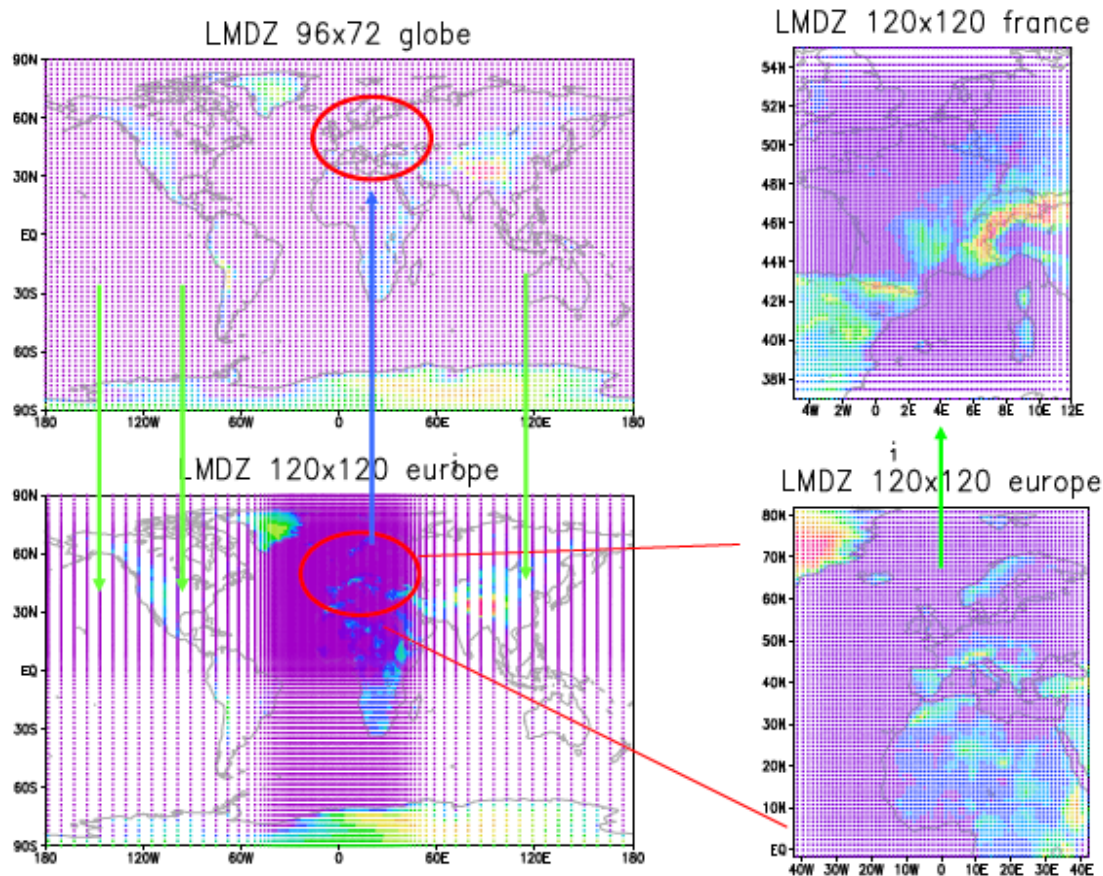 LMDZ 96x72 globe
90N
60N
30N
EQ
30S
60S
90S
180
120W
60W
0
60E
120E
180
LMDZ 120x120 france
54N
52N
50N
48N
46N
44N
42N
40N
38N
4W
2W
0
2E
4E
6E
8E
10E
12E
i
LMDZ 120x120 europe
90N
60N
30N
EQ
30S
60S
90S
180
120W
60W
0
60E
120E
180
i
LMDZ 120x120 europe
80N
70N
60N
50N
40N
30N
20N
10N
EQ
40W
30W
20W
10W
0
10E
20E
30E
40E